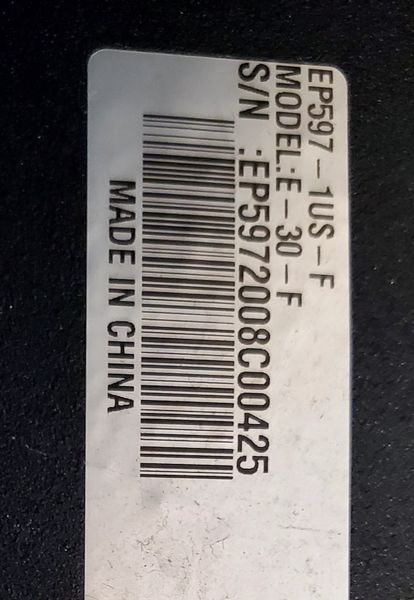 EP597-1US-F
MODEL:E-30-F
S/N :EP5972008C00425
MADE IN CHINA